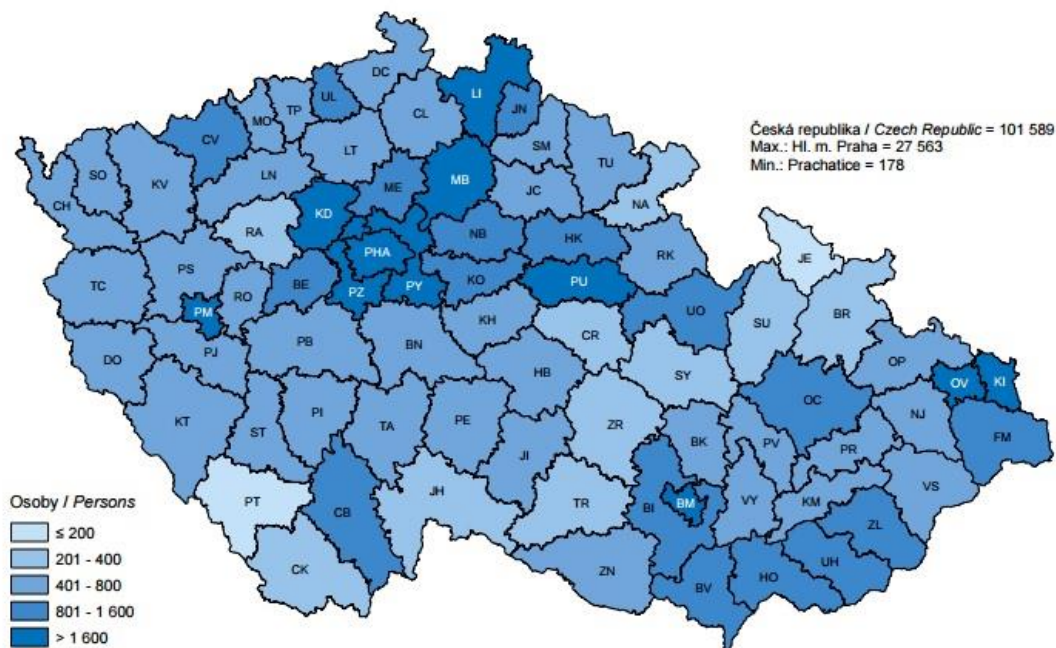 DC
LI
UL
JN
TP
CL
MO
CV
SM
LT
TU
SO
LN
KV
MB
ME
JC
CH
NA
KD
RA
NB
HK
PHA
RK
JE
PS
TC
BE
PZ
PY
KO
PU
RO
PM
UO
SU
BR
KH
CR
PJ
PB
BN
DO
OP
SY
HB
OV
KI
OC
KT
ST
PI
TA
PE
ZR
BK
NJ
PV
PR
FM
JI
VS
JH
PT
CB
TR
BI
BM
VY
KM
ZL
CK
ZN
UH
BV
HO
Česká republika / Czech Republic = 101 589
Max.: Hl. m. Praha = 27 563
Min.: Prachatice = 178
Osoby / Persons
≤ 200
201 - 400
401 - 800
801 - 1 600
> 1 600